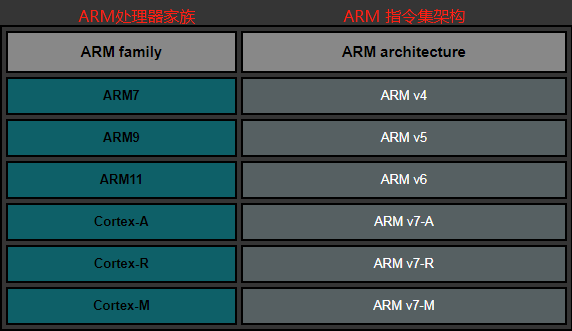 ARM处理器家族 ARM 指令集架构
ARM family ARM architecture
ARM7 ARM v4
ARM9 ARM v5
ARM11 ARM v6
Cortex-A ARM v7-A
Cortex-R ARM v7-R
Cortex-M ARM v7-M